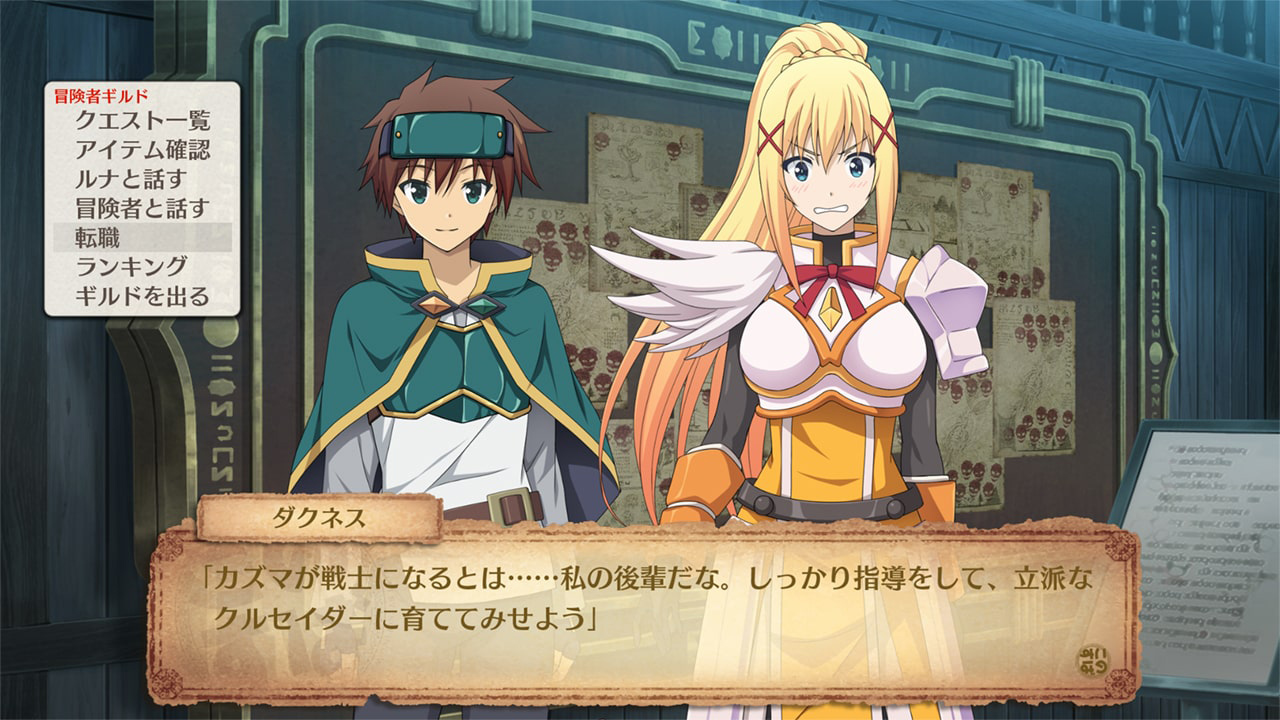 冒険者ギルド
クエスト一覧
アイテム確認
ルナと話す
冒険者と話す
転職
ランキング
ギルドを出る
ダクネス
「カズマが戦士になるとは……私の後輩だな。しっかり指導をして、立派な
クルセイダーに育ててみせよう」
このすば